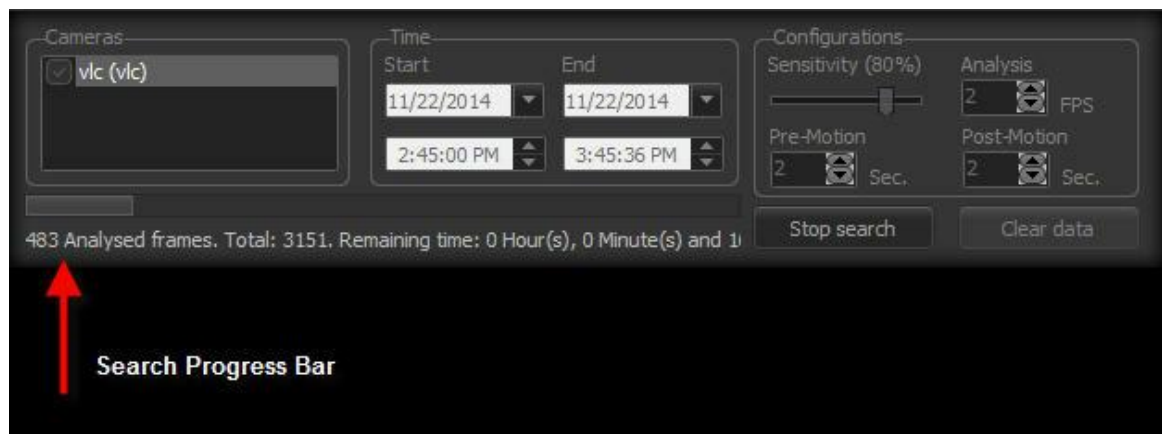 Cameras
vlc (vlc)
Time
Start End
11/22/2014 11/22/2014
2:45:00 PM 3:45:36 PM
Configurations
Sensitivity (80%) Analysis
2 FPS
Pre-Motion Post-Motion
2 Sec. 2 Sec.
483 Analysed frames. Total: 3151. Remaining time: 0 Hour(s), 0 Minute(s) and
Stop search Clear data
Search Progress Bar